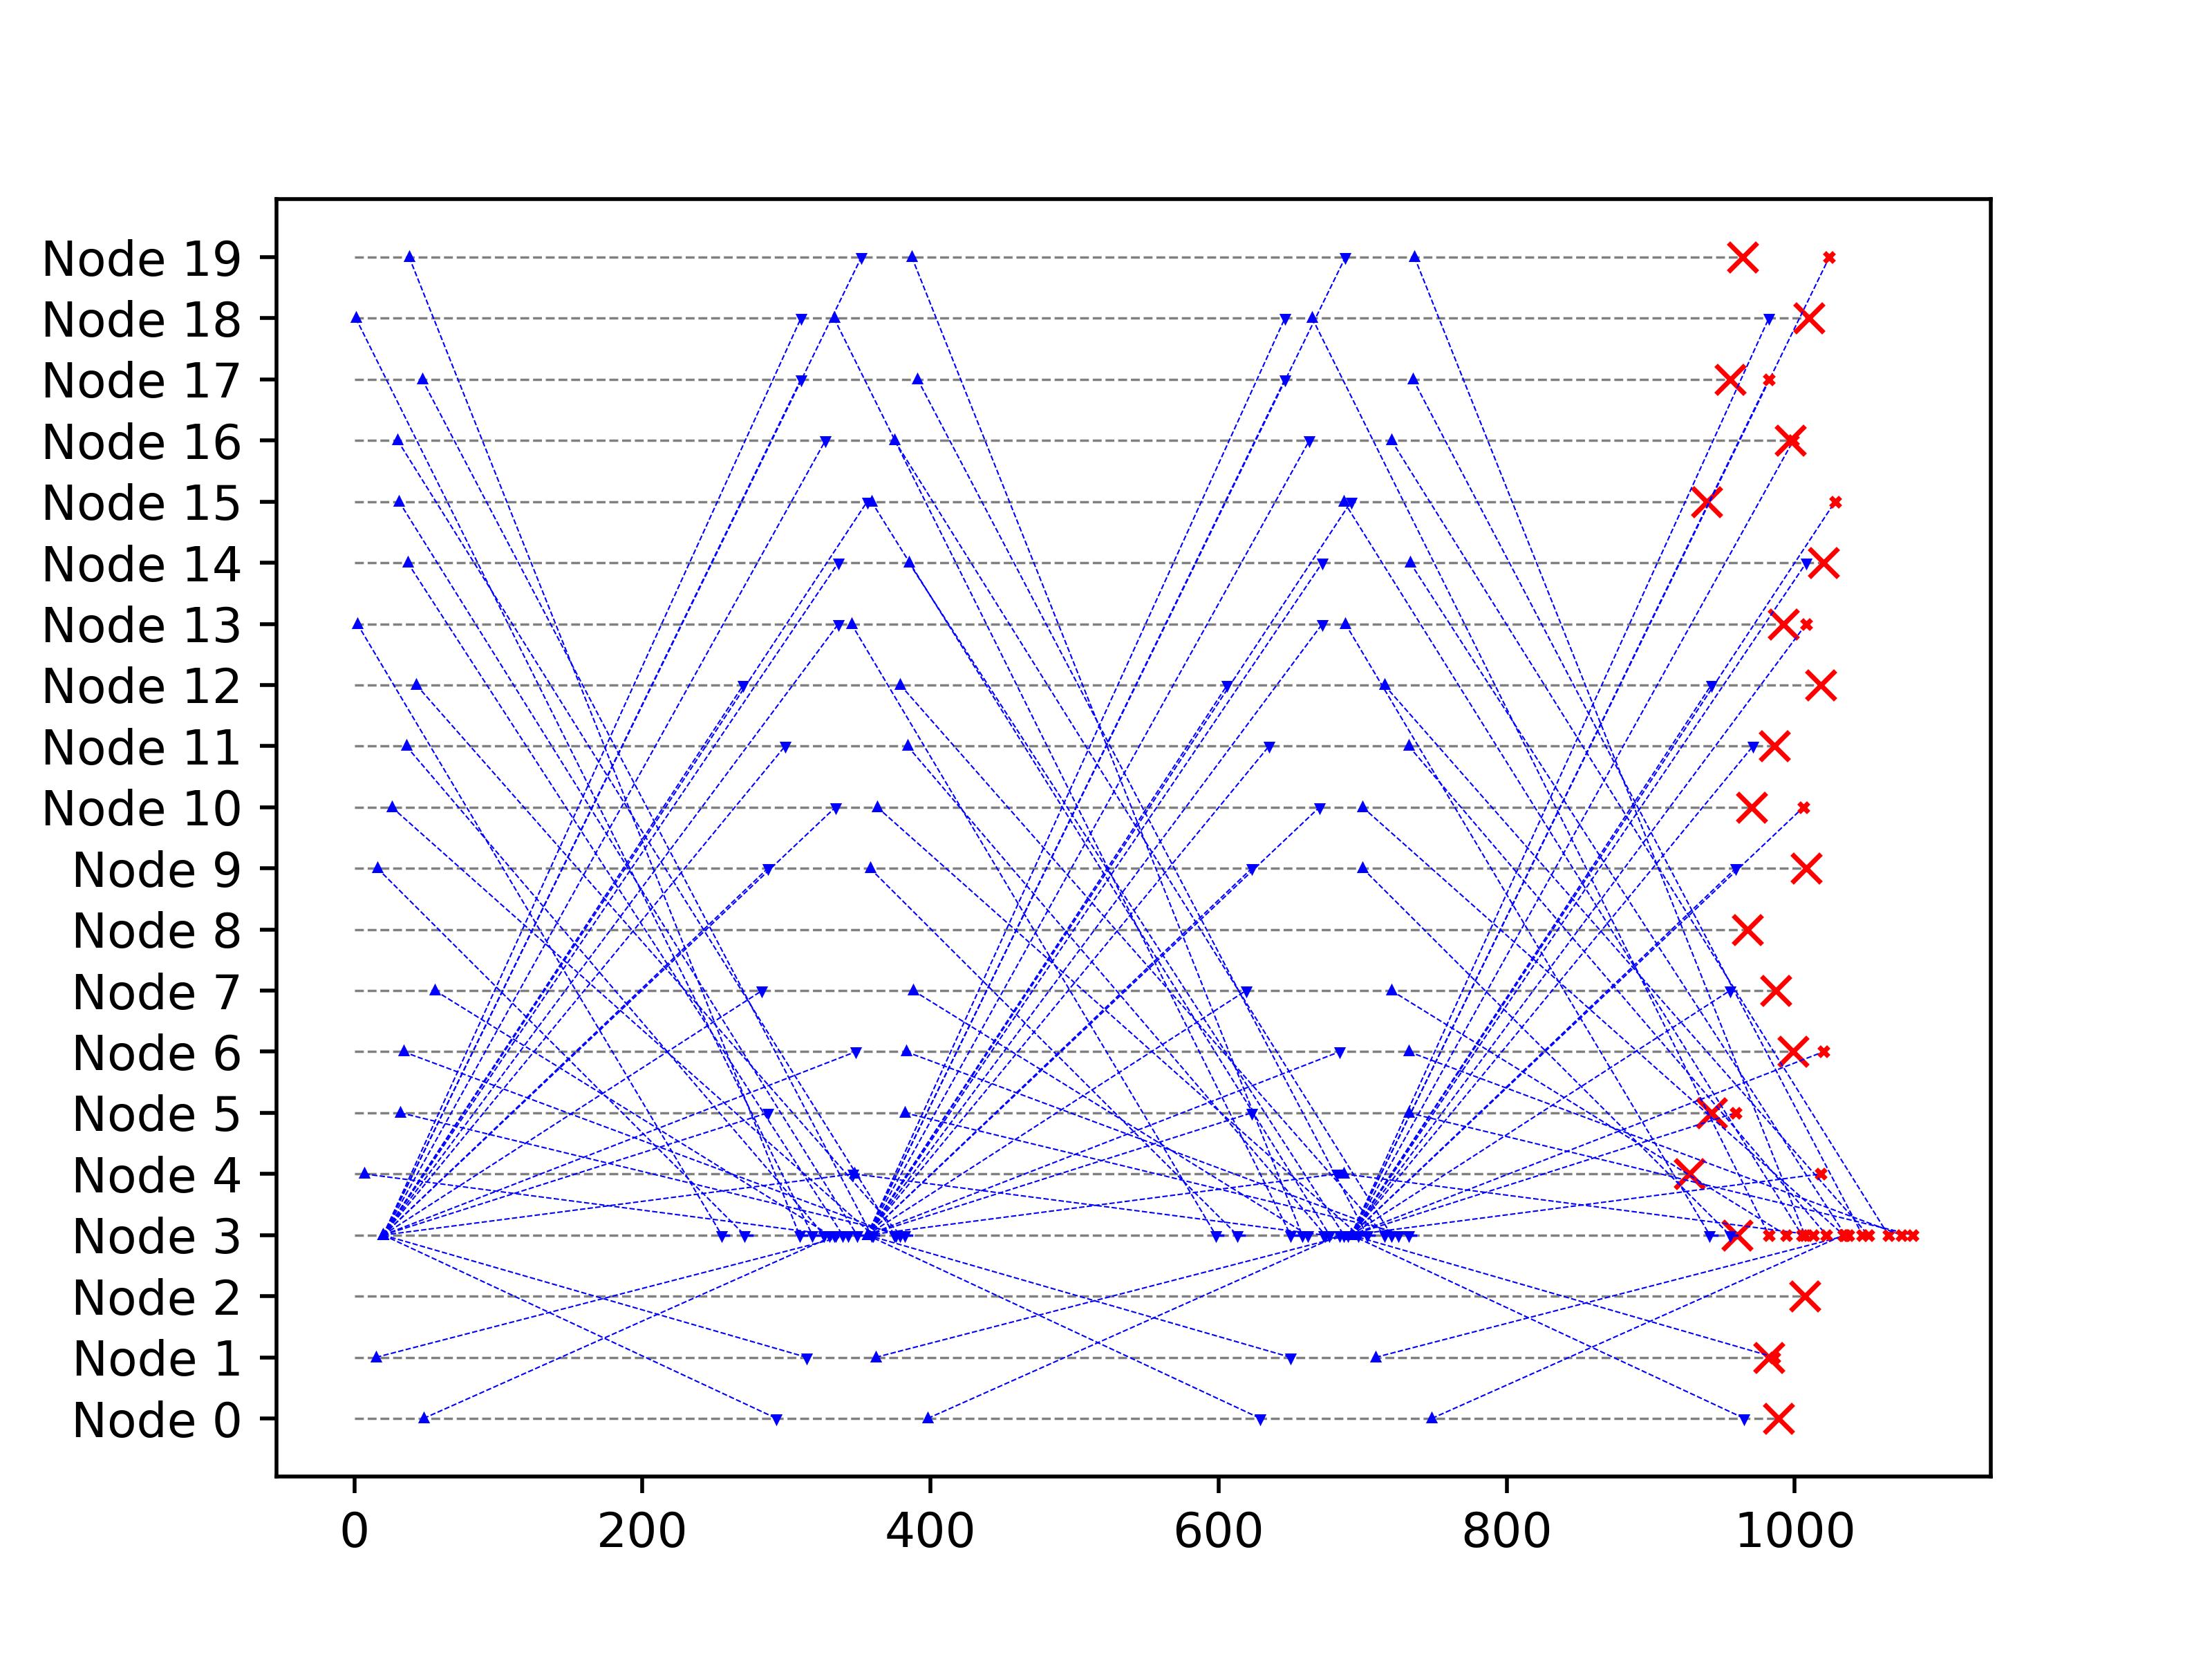 Node 19
Node 18
Node 17
Node 16
Node 15
Node 14
Node 13
Node 12
Node 11
Node 10
Node 9
Node 8
Node 7
Node 6
Node 5
Node 4
Node 3
Node 2
Node 1
Node 0
0 200 400 600 800 1000